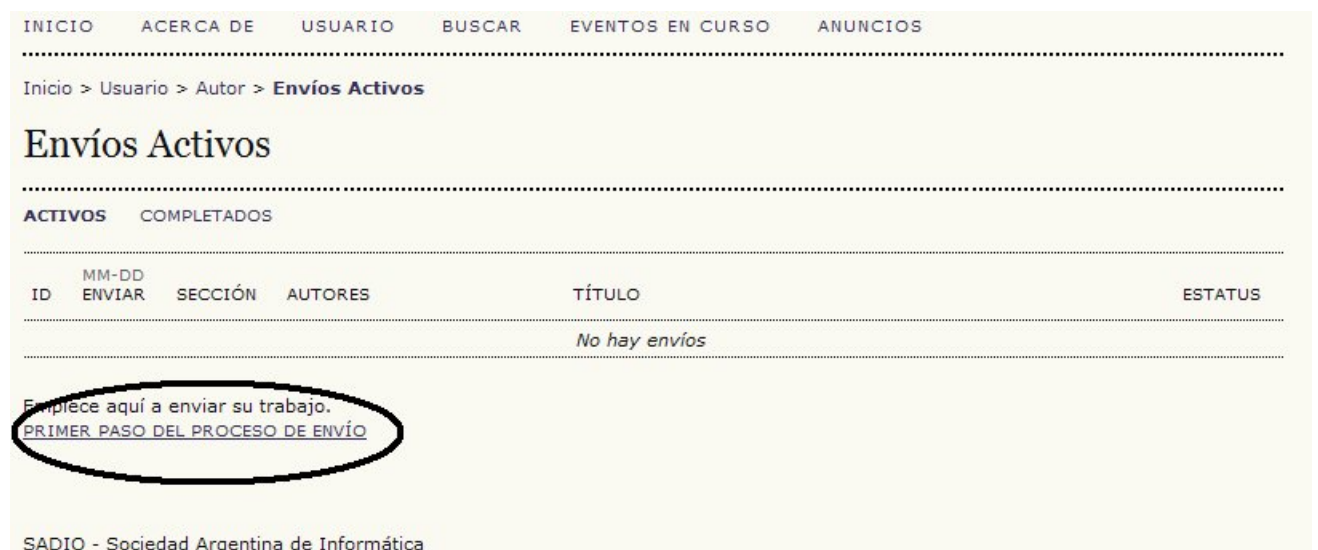 INICIO ACERCA DE USUARIO BUSCAR EVENTOS EN CURSO ANUNCIOS
Inicio > Usuario > Autor > Envíos Activos
Envíos Activos
ACTIVOS COMPLETADOS
MM-DD
ID ENVIAR SECCIÓN AUTORES TÍTULO ESTATUS
No hay envíos
Empiece aquí a enviar su trabajo.
PRIMER PASO DEL PROCESO DE ENVÍO
SADIO - Sociedad Argentina de Informática